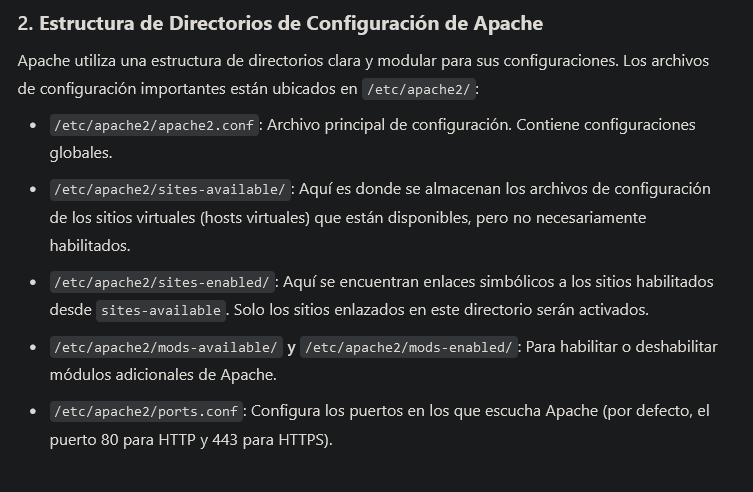 2. Estructura de Directorios de Configuración de Apache
Apache utiliza una estructura de directorios clara y modular para sus configuraciones. Los archivos
de configuración importantes están ubicados en /etc/apache2/:
• /etc/apache2/apache2.conf: Archivo principal de configuración. Contiene configuraciones
globales.
• /etc/apache2/sites-available/: Aquí es donde se almacenan los archivos de configuración
de los sitios virtuales (hosts virtuales) que están disponibles, pero no necesariamente
habilitados.
• /etc/apache2/sites-enabled/: Aquí se encuentran enlaces simbólicos a los sitios habilitados
desde sites-available. Solo los sitios enlazados en este directorio serán activados.
• /etc/apache2/mods-available/ y /etc/apache2/mods-enabled/: Para habilitar o deshabilitar
módulos adicionales de Apache.
• /etc/apache2/ports.conf: Configura los puertos en los que escucha Apache (por defecto, el
puerto 80 para HTTP y 443 para HTTPS).